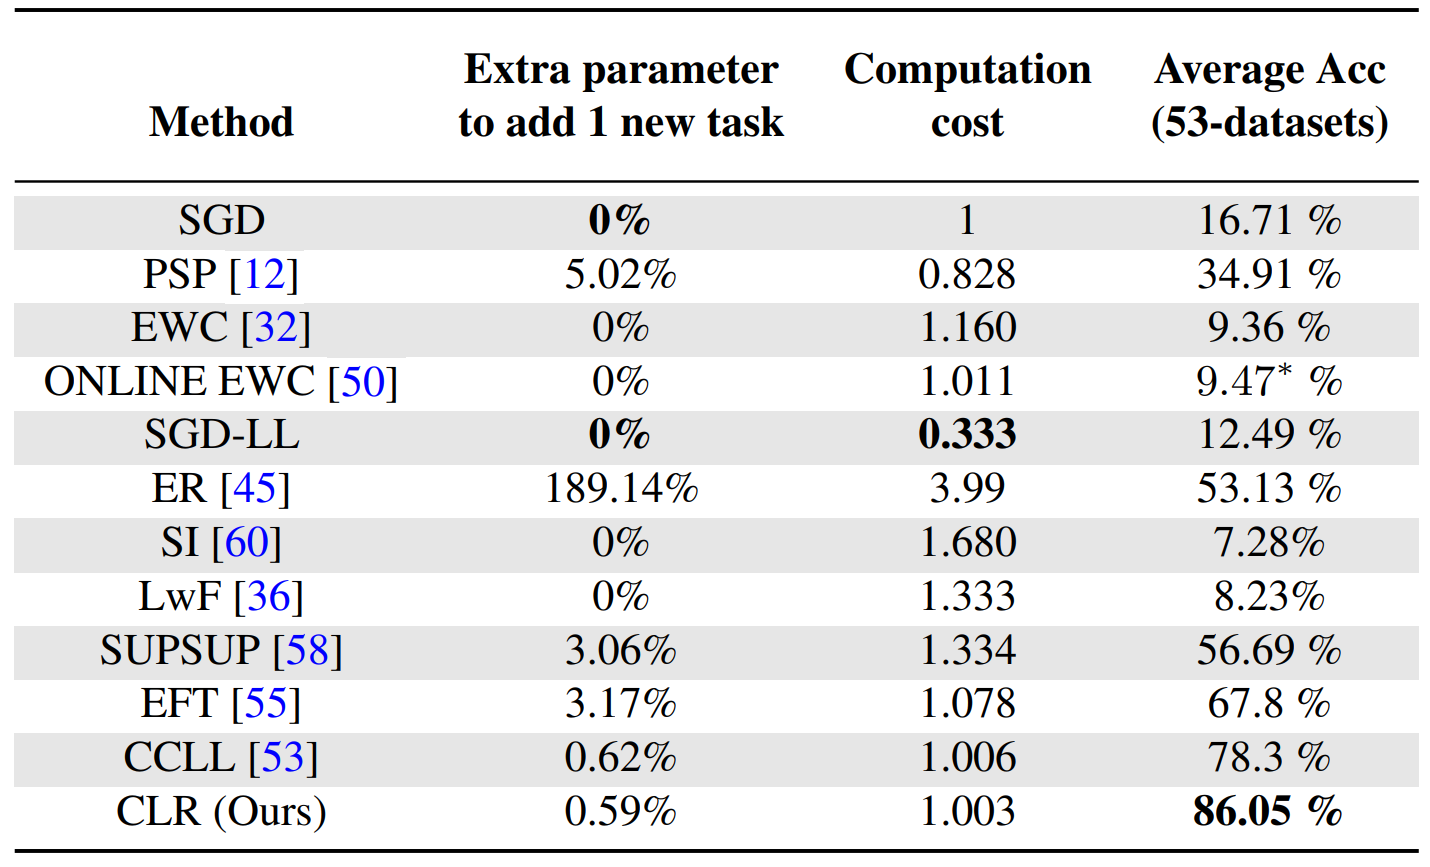 Method Extra parameter to add 1 new task Computation cost Average Acc (53-datasets)
SGD 0% 1 16.71 %
PSP [12] 5.02% 0.828 34.91 %
EWC [32] 0% 1.160 9.36 %
ONLINE EWC [50] 0% 1.011 9.47* %
SGD-LL 0% 0.333 12.49 %
ER [45] 189.14% 3.99 53.13 %
SI [60] 0% 1.680 7.28%
LwF [36] 0% 1.333 8.23%
SUPSUP [58] 3.06% 1.334 56.69 %
EFT [55] 3.17% 1.078 67.8 %
CCLL [53] 0.62% 1.006 78.3 %
CLR (Ours) 0.59% 1.003 86.05 %